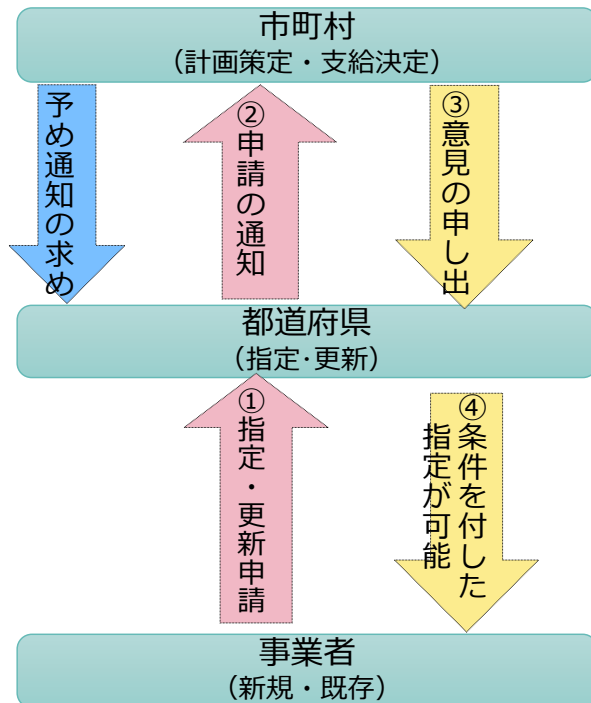 市町村
（計画策定・支給決定）
予め通知の求め
②申請の通知
③意見の申し出
都道府県
（指定･更新）
①指定・更新申請
④条件を付した
指定が可能
事業者
（新規・既存）